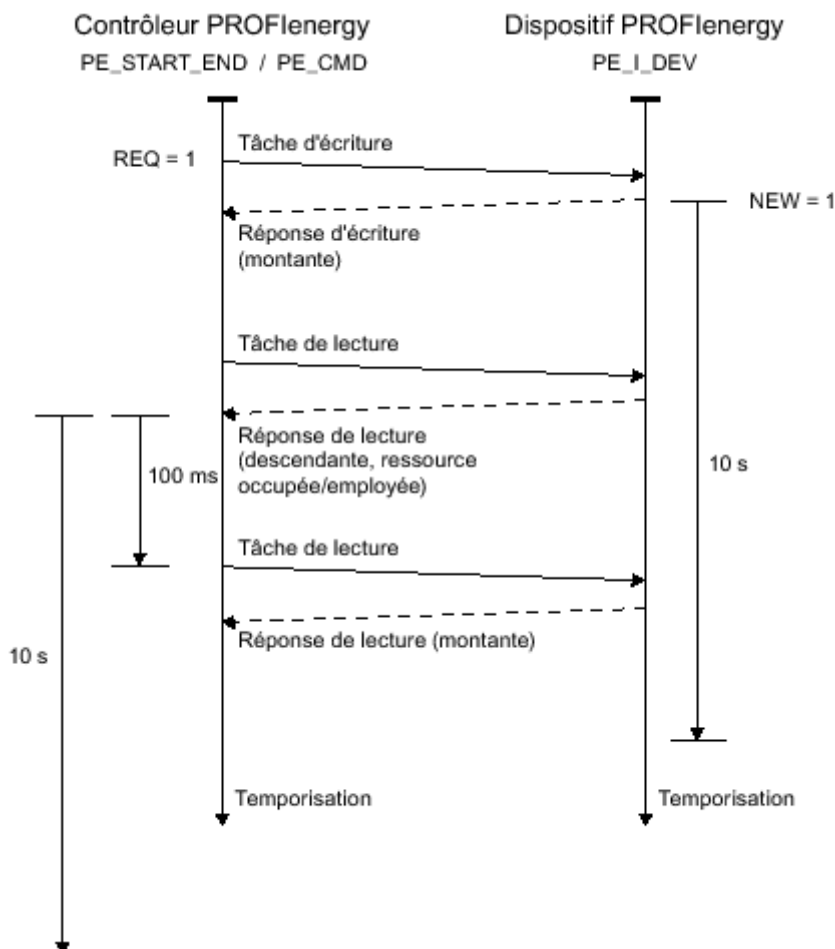 Contrôleur PROFIenergy
Dispositif PROFIenergy
PE_START_END / PE_CMD
PE_I_DEV
Tâche d'écriture
REQ = 1
NEW = 1
Réponse d'écriture
(montante)
Tâche de lecture
Réponse de lecture
(descendante, ressource
occupée/employée)
100 ms
10 s
Tâche de lecture
Réponse de lecture (montante)
10 s
Temporisation
Temporisation